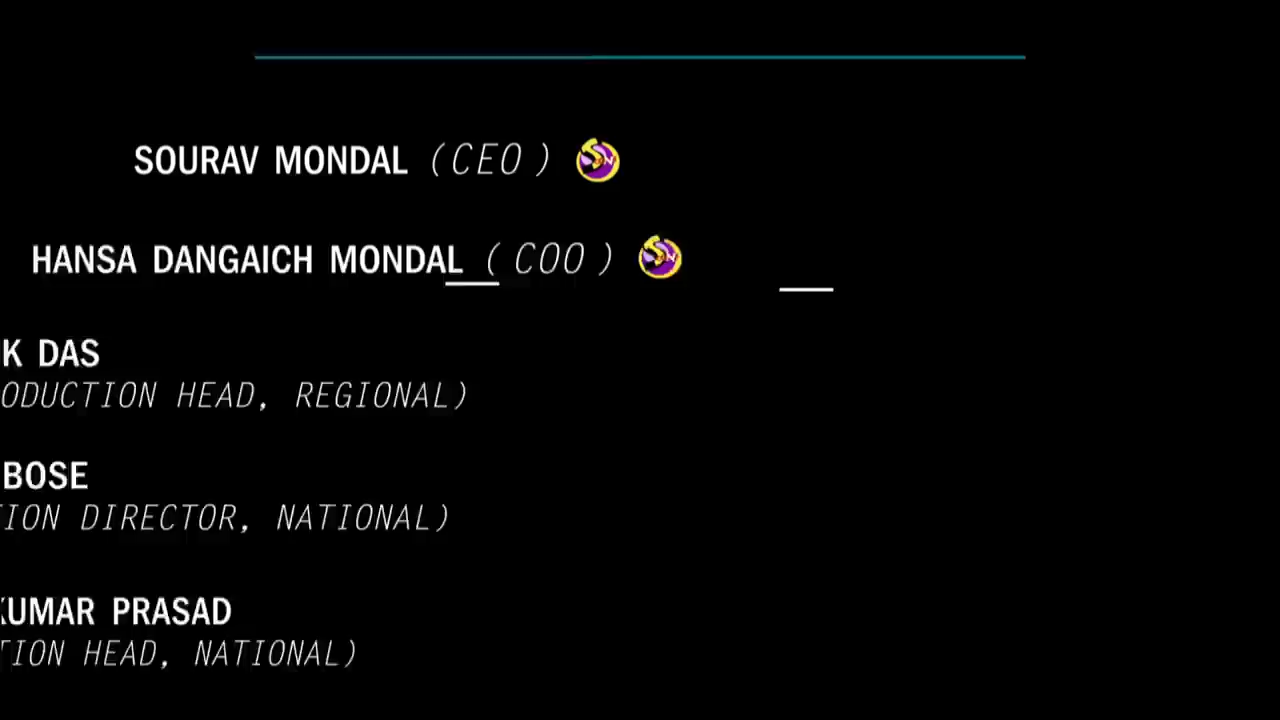 SOURAV MONDAL (CEO)
HANSA DANGAICH MONDAL (COO)
K DAS
ODUCTION HEAD, REGIONAL)
BOSE
TION DIRECTOR, NATIONAL)
KUMAR PRASAD
TION HEAD, NATIONAL)